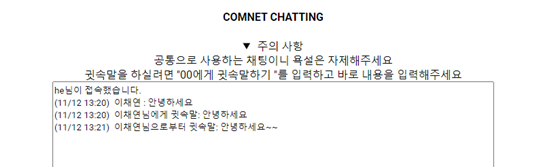 COMNET CHATTING
▼ 주의 사항
공통으로 사용하는 채팅이니 욕설은 자제해주세요
귓속말을 하실려면 "00에게 귓속말하기 "를 입력하고 바로 내용을 입력해주세요
he님이 접속했습니다.
(11/12 13:20) 이채연 : 안녕하세요
(11/12 13:20) 이채연님에게 귓속말: 안녕하세요
(11/12 13:21) 이채연님으로부터 귓속말: 안녕하세요~~